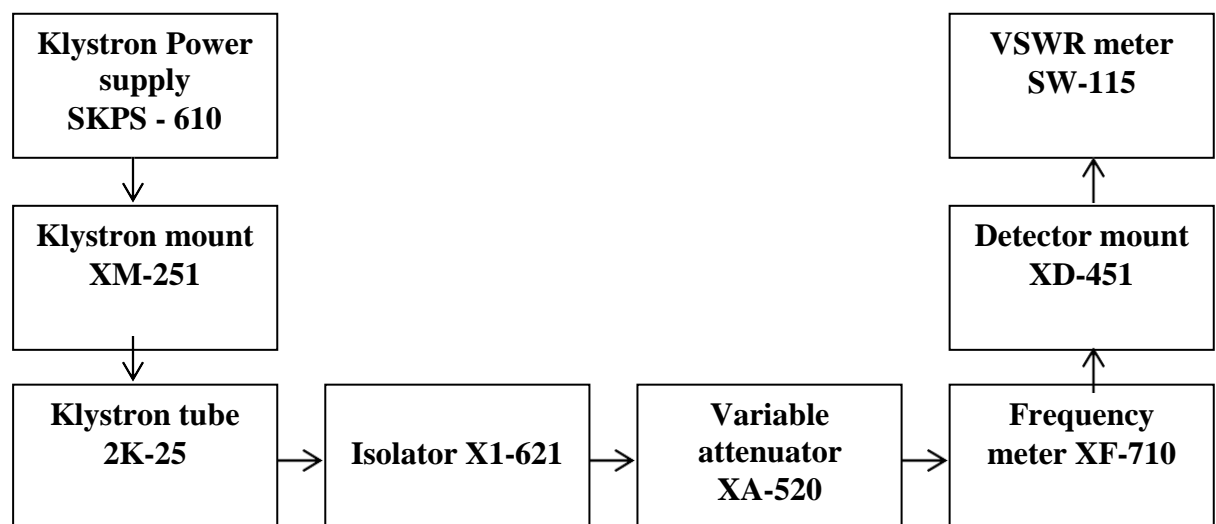 Klystron Power
supply
SKPS - 610
VSWR meter
SW-115
Klystron mount
XM-251
Detector mount
XD-451
Klystron tube
2K-25
Isolator X1-621
Variable
attenuator
XA-520
Frequency
meter XF-710